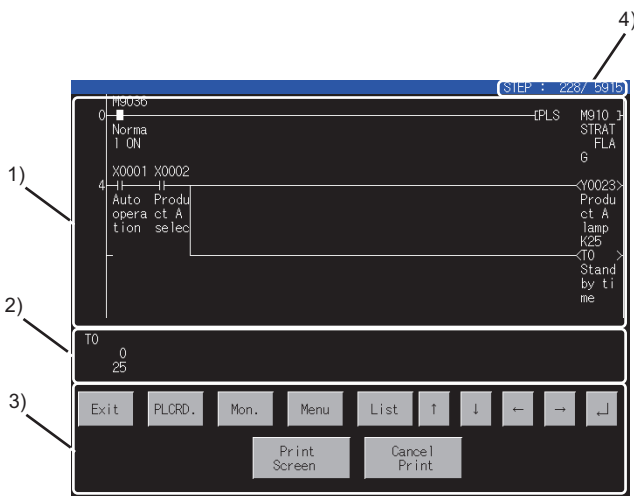 4)
STEP : 228/ 5915
M9036
0 PLS M910
Norma STRAT
l ON FLA
G
1)
X0001 X0002
4 Y0023
Auto Produ Produ
opera ct A ct A
tion selec lamp
K25
T0
Stand
by ti
me
2)
T0
0
25
3)
Exit PLCRD. Mon. Menu List ↑ ↓ ← → ↵
Print Cancel
Screen Print